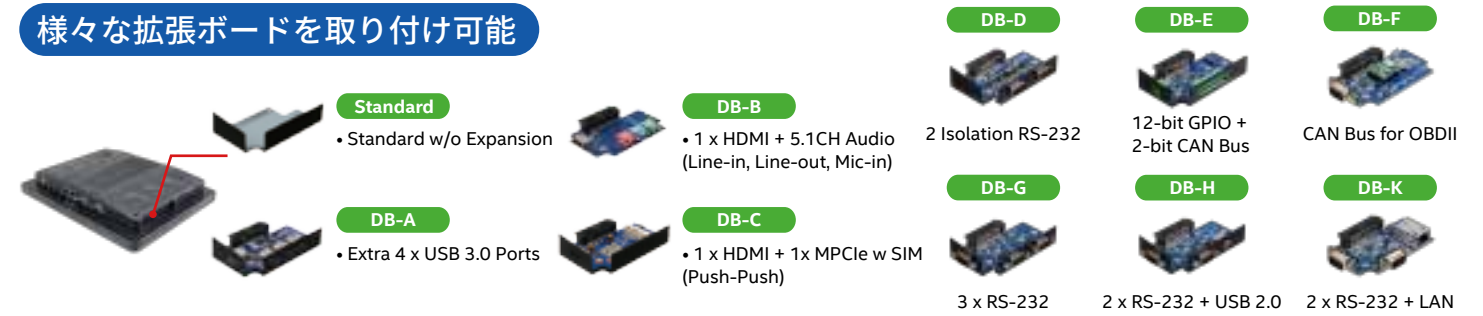 様々な拡張ボードを取り付け可能
Standard
• Standard w/o Expansion
DB-A
• Extra 4 x USB 3.0 Ports
DB-B
• 1 x HDMI + 5.1CH Audio
(Line-in, Line-out, Mic-in)
DB-C
• 1 x HDMI + 1x MPCIe w SIM
(Push-Push)
DB-D
2 Isolation RS-232
DB-E
12-bit GPIO +
2-bit CAN Bus
DB-F
CAN Bus for OBDII
DB-G
3 x RS-232
DB-H
2 x RS-232 + USB 2.0
DB-K
2 x RS-232 + LAN